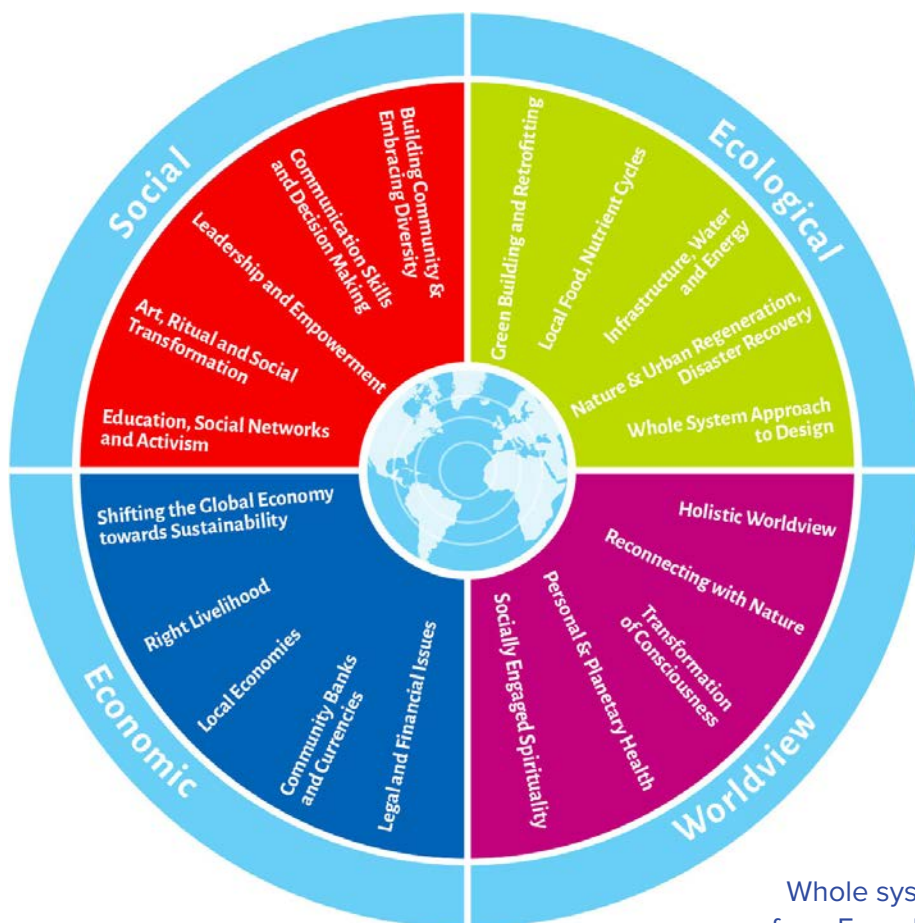 Social
Building Community &
Embracing Diversity
Communication Skills
and Decision Making
Leadership and Empowerment
Art, Ritual and Social
Transformation
Education, Social Networks
and Activism
Ecological
Green Building and Retrofitting
Local Food, Nutrient Cycles
Infrastructure, Water
and Energy
Nature & Urban Regeneration,
Disaster Recovery
Whole System Approach
to Design
Economic
Shifting the Global Economy
towards Sustainability
Right Livelihood
Local Economies
Community Banks
and Currencies
Legal and Financial Issues
Worldview
Holistic Worldview
Reconnecting with Nature
Transformation
of Consciousness
Personal & Planetary Health
Socially Engaged Spirituality
Whole sys